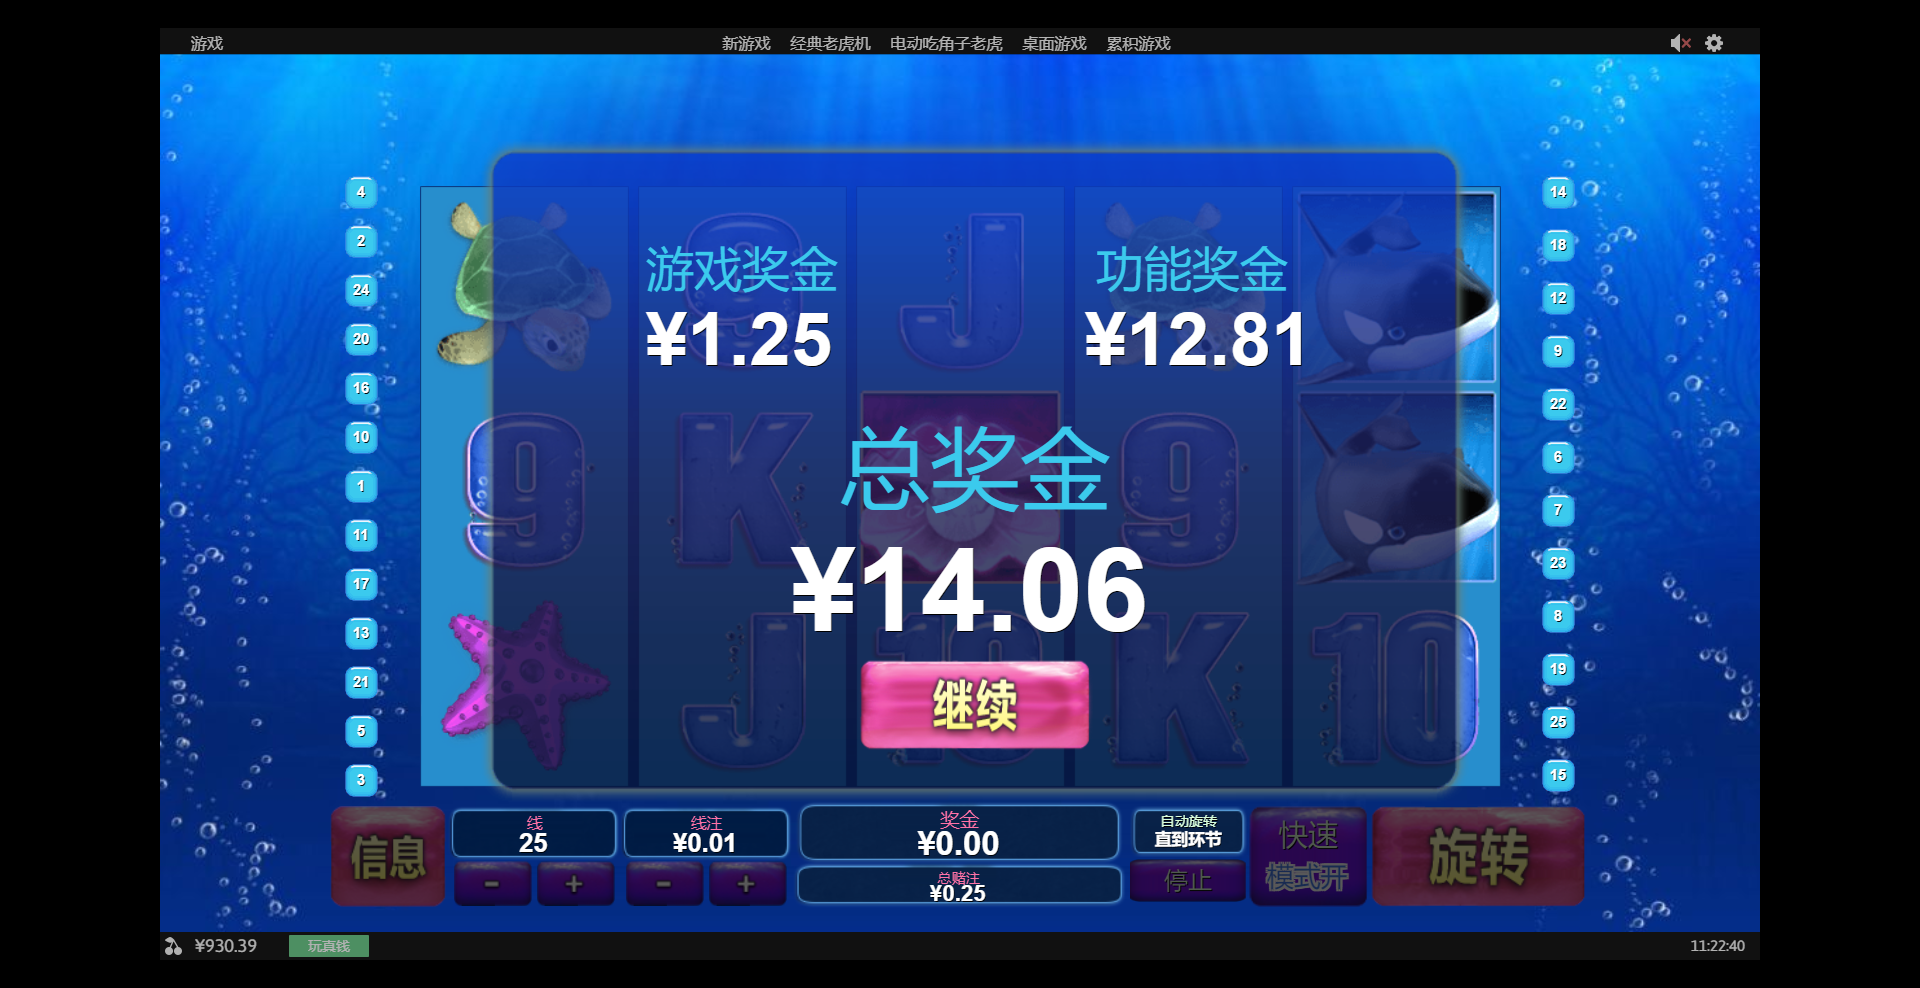 游戏
新游戏 经典老虎机 电动吃角子老虎 桌面游戏 累积游戏
4
2
24
20
16
10
1
11
17
13
21
5
3
9 J
9 K 9
J 10 K 10
游戏奖金
¥1.25
功能奖金
¥12.81
总奖金
¥14.06
继续
14
18
12
9
22
6
7
23
8
19
25
15
信息
线
25
- +
线注
¥0.01
- +
奖金
¥0.00
总赌注
¥0.25
自动旋转
直到环节
停止
快速
模式开
旋转
¥930.39
玩真钱
11:22:40